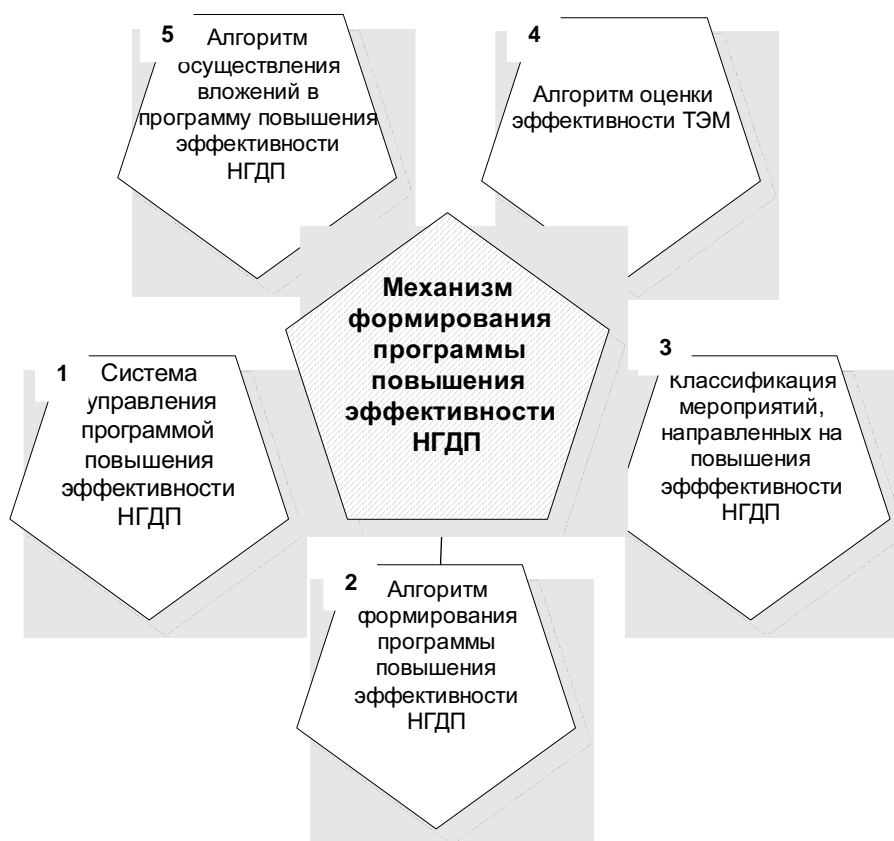 5
Алгоритм
осуществления
вложений в
программу повышения
эффективности
НГДП
4
Алгоритм оценки
эффективности ТЭМ
Механизм
формирования
программы
повышения
эффективности
НГДП
1
Система
управления
программой
повышения
эффективности
НГДП
3
Классификация
мероприятий,
направленных на
повышения
эфффективности
НГДП
2
Алгоритм
формирования
программы
повышения
эффективности
НГДП